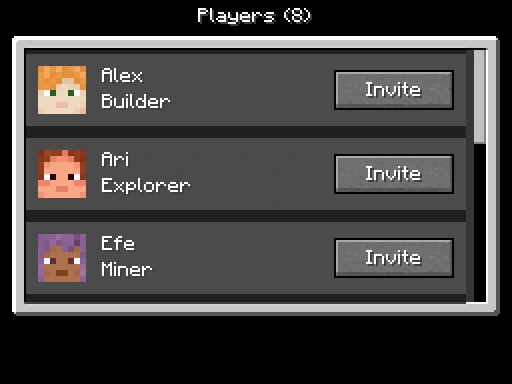 Players (8)
Alex
Builder
Invite
Ari
Explorer
Invite
Efe
Miner
Invite